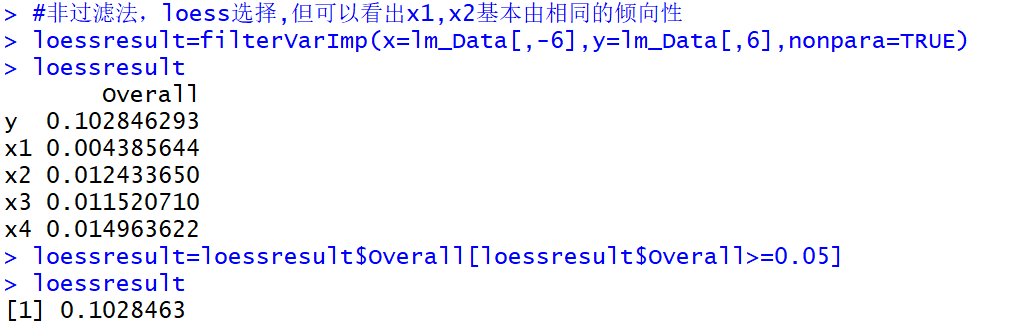 > #非过滤法，loess选择,但可以看出x1,x2基本由相同的倾向性
> loessresult=filterVarImp(x=lm_Data[,-6],y=lm_Data[,6],nonpara=TRUE)
> loessresult
Overall
y 0.102846293
x1 0.004385644
x2 0.012433650
x3 0.011520710
x4 0.014963622
> loessresult=loessresult$Overall[loessresult$Overall>=0.05]
> loessresult
[1] 0.1028463